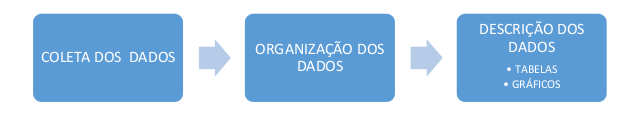 COLETA DOS DADOS
ORGANIZAÇÃO DOS
DADOS
DESCRIÇÃO DOS
DADOS
• TABELAS
• GRÁFICOS